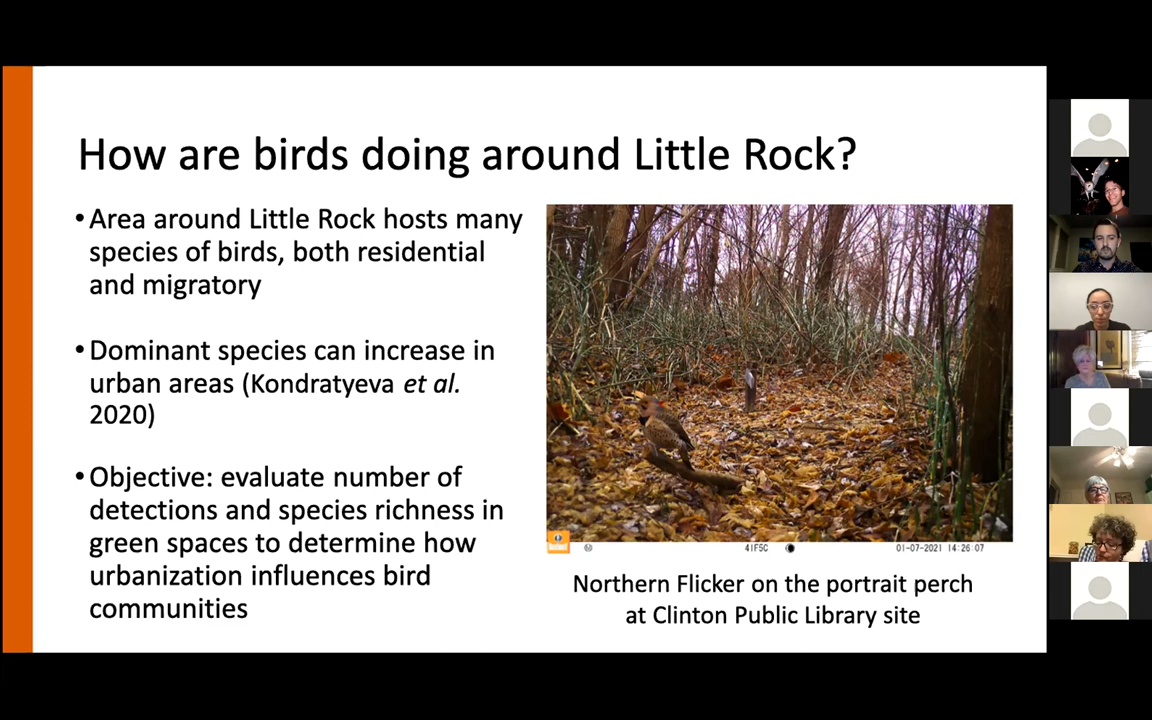 How are birds doing around Little Rock?
• Area around Little Rock hosts many
species of birds, both residential
and migratory
• Dominant species can increase in
urban areas (Kondratyeva et al.
2020)
• Objective: evaluate number of
detections and species richness in
green spaces to determine how
urbanization influences bird
communities
41F5C
01-07-2021 14:26:07
Northern Flicker on the portrait perch
at Clinton Public Library site